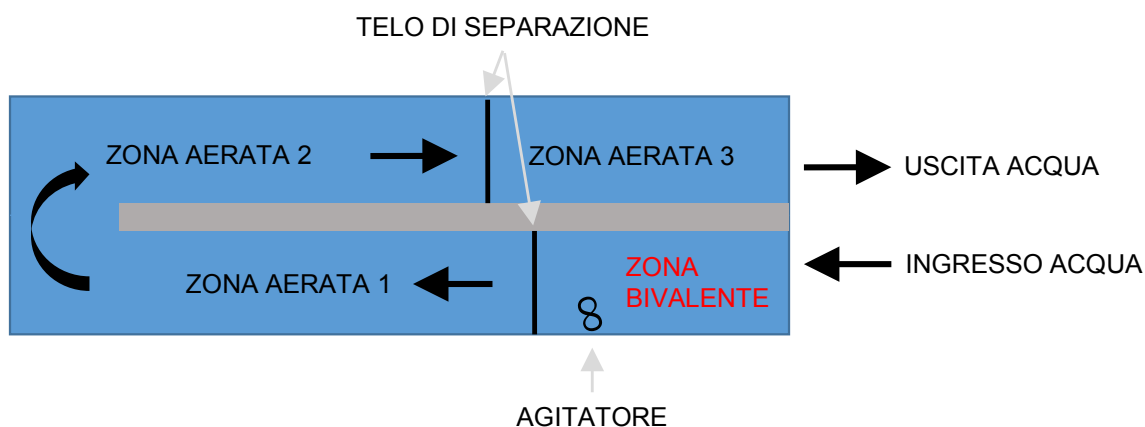 TELO DI SEPARAZIONE
ZONA AERATA 2
ZONA AERATA 3
USCITA ACQUA
ZONA AERATA 1
ZONA
BIVALENTE
INGRESSO ACQUA
AGITATORE